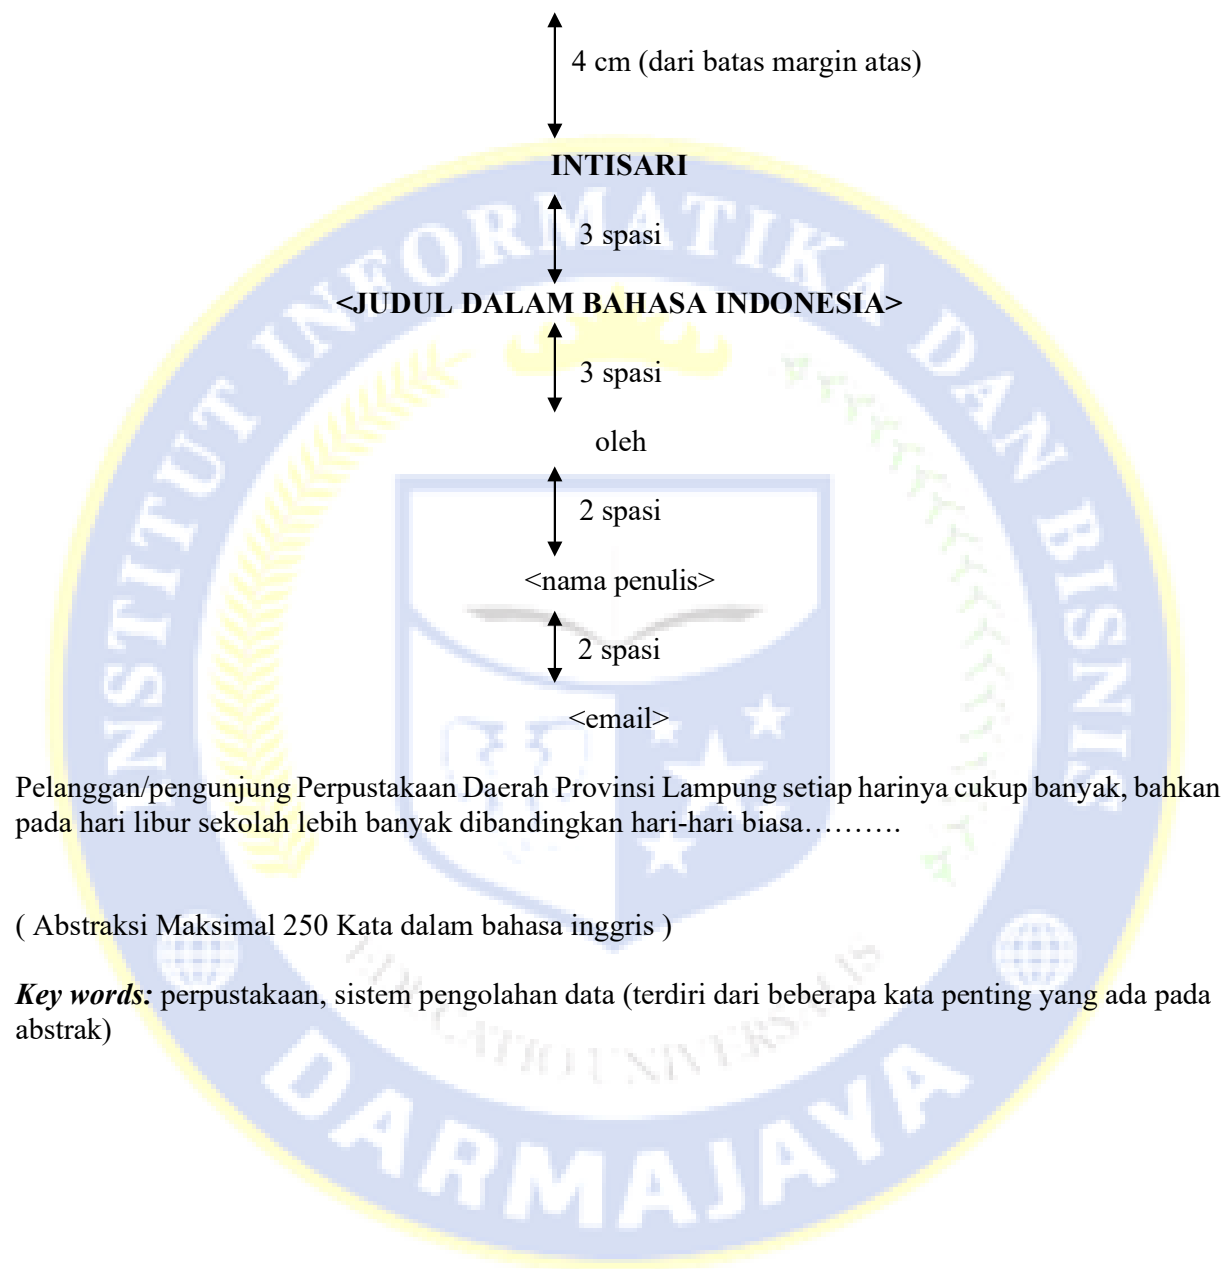 4 cm (dari batas margin atas)
INTISARI
3 spasi
<JUDUL DALAM BAHASA INDONESIA>
3 spasi
oleh
2 spasi
<nama penulis>
2 spasi
<email>
Pelanggan/pengunjung Perpustakaan Daerah Provinsi Lampung setiap harinya cukup banyak, bahkan
pada hari libur sekolah lebih banyak dibandingkan hari-hari biasa……….
( Abstraksi Maksimal 250 Kata dalam bahasa inggris )
Key words: perpustakaan, sistem pengolahan data (terdiri dari beberapa kata penting yang ada pada
abstrak)
INSTITUT INFORMATIKA DAN BISNIS
EDUCATIO UNIVERSALIS
DARMAJAYA